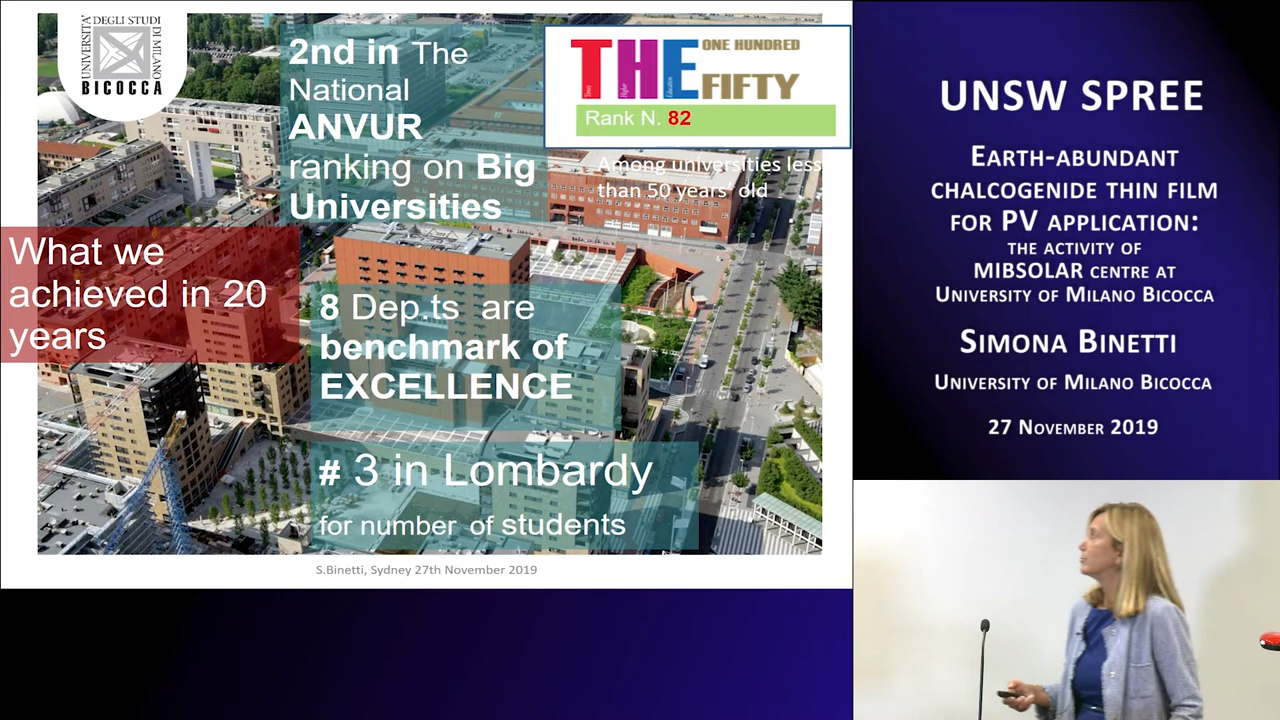 UNIVERSITA' DEGLI STUDI DI MILANO
BICOCCA
2nd in The
National
ANVUR
ranking on Big
Universities
THE ONE HUNDRED
FIFTY
Times Higher Education
Rank N. 82
Among universities less
than 50 years old
What we
achieved in 20
years
8 Dep.ts are
benchmark of
EXCELLENCE
# 3 in Lombardy
for number of students
S.Binetti, Sydney 27th November 2019
UNSW SPREE
Earth-abundant
chalcogenide thin film
for PV application:
the activity of
MIBSOLAR centre at
University of Milano Bicocca
Simona Binetti
University of Milano Bicocca
27 November 2019